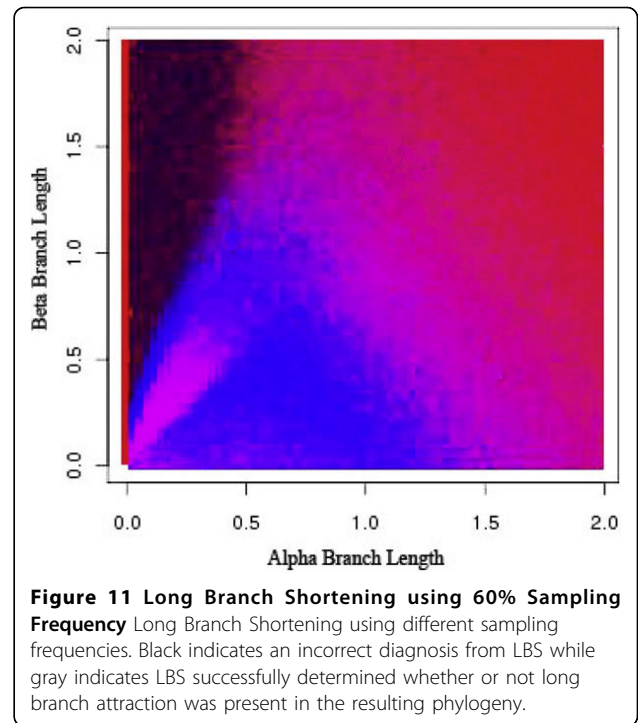 2.0
1.5
1.0
0.5
0.0
Beta Branch Length
0.0 0.5 1.0 1.5 2.0
Alpha Branch Length
Figure 11 Long Branch Shortening using 60% Sampling
Frequency Long Branch Shortening using different sampling
frequencies. Black indicates an incorrect diagnosis from LBS while
gray indicates LBS successfully determined whether or not long
branch attraction was present in the resulting phylogeny.